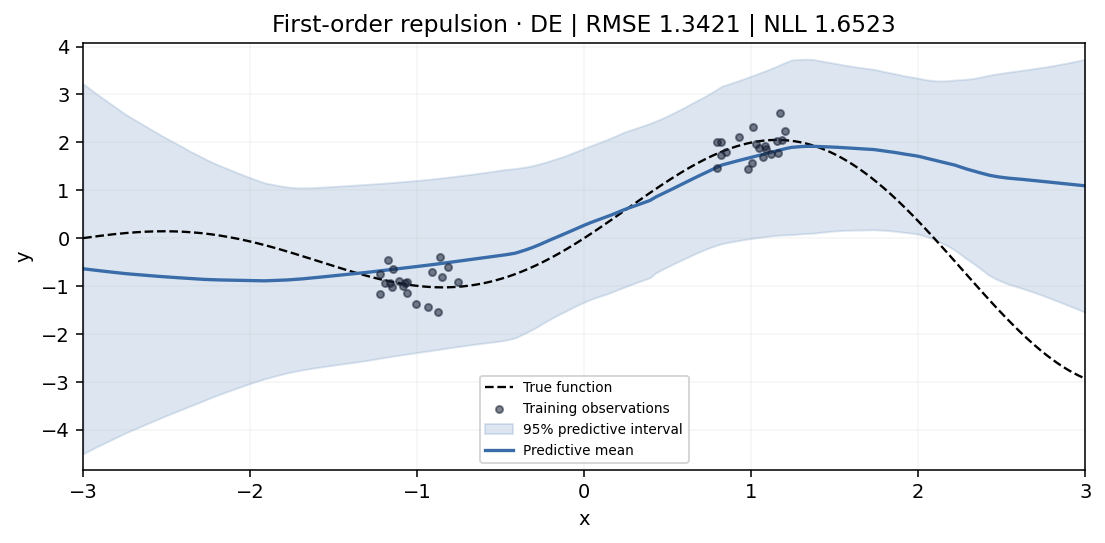 First-order repulsion · DE | RMSE 1.3421 | NLL 1.6523
4
3
2
1
0
−1
−2
−3
−4
y
True function
Training observations
95% predictive interval
Predictive mean
−3
−2
−1
0
1
2
3
x